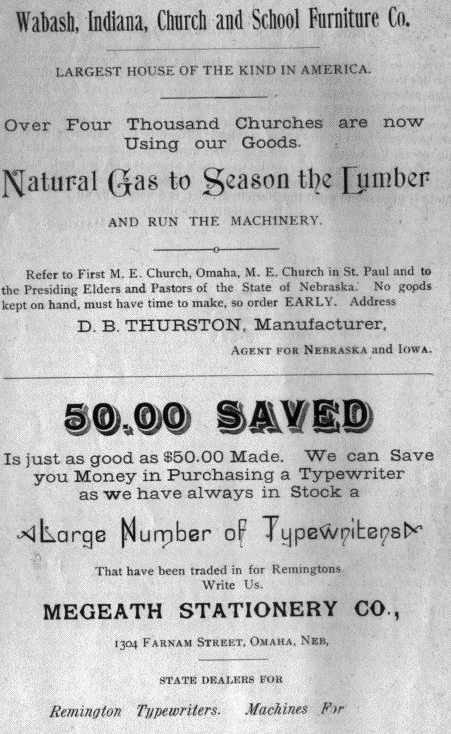 Wabash, Indiana, Church and School Furniture Co.
LARGEST HOUSE OF THE KIND IN AMERICA.
Over Four Thousand Churches are now
Using our Goods.
Natural Gas to Season the Lumber
AND RUN THE MACHINERY.
Refer to First M. E. Church, Omaha, M. E. Church in St. Paul and to
the Presiding Elders and Pastors of the State of Nebraska. No goods
kept on hand, must have time to make, so order EARLY. Address
D. B. THURSTON, Manufacturer,
AGENT FOR NEBRASKA and IOWA.
50.00 SAVED
Is just as good as $50.00 Made. We can Save
you Money in Purchasing a Typewriter
as we have always in Stock a
Large Number of Typewriters
That have been traded in for Remingtons.
Write Us.
MEGEATH STATIONERY CO.,
1304 FARNAM STREET, OMAHA, NEB,
STATE DEALERS FOR
Remington Typewriters. Machines For